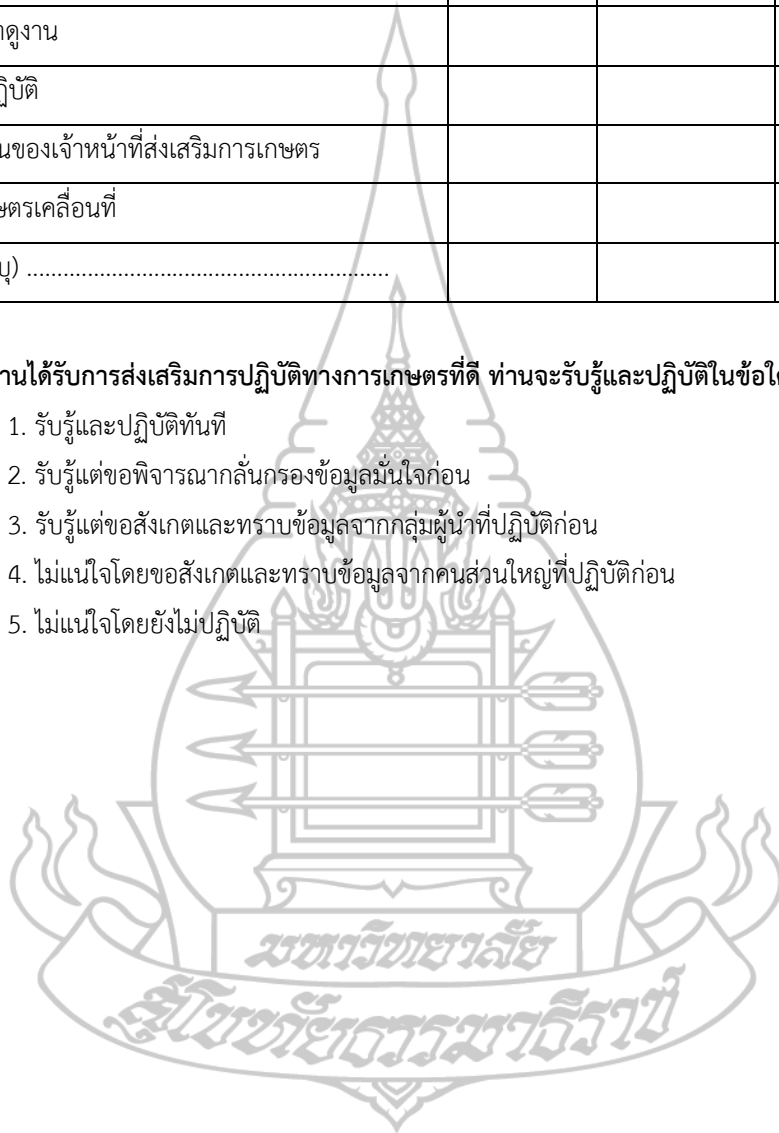 าดูงาน
ฏิบัติ
นของเจ้าหน้าที่ส่งเสริมการเกษตร
ษตรเคลื่อนที่
บุ) ............................................................
านได้รับการส่งเสริมการปฏิบัติทางการเกษตรที่ดี ท่านจะรับรู้และปฏิบัติในข้อใด
1. รับรู้และปฏิบัติทันที
2. รับรู้แต่ขอพิจารณากลั่นกรองข้อมูลมั่นใจก่อน
3. รับรู้แต่ขอสังเกตและทราบข้อมูลจากกลุ่มผู้นำที่ปฏิบัติก่อน
4. ไม่แน่ใจโดยขอสังเกตและทราบข้อมูลจากคนส่วนใหญ่ที่ปฏิบัติก่อน
5. ไม่แน่ใจโดยยังไม่ปฏิบัติ
มหาวิทยาลัย
สุโขทัยธรรมาธิราช